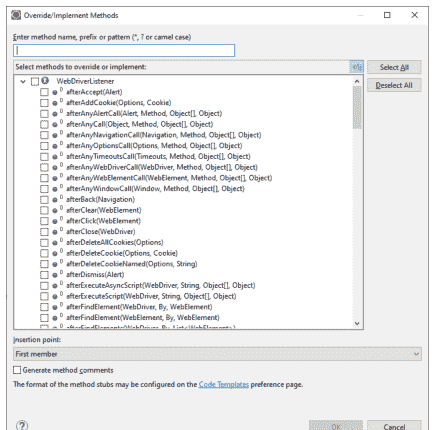 Override/Implement Methods
Enter method name, prefix or pattern (*, ? or camel case)
Select methods to override or implement:
Select All
Deselect All
WebDriverListener
afterAccept(Alert)
afterAddCookie(Options, Cookie)
afterAnyAlertCall(Alert, Method, Object[], Object)
afterAnyCall(Object, Method, Object[], Object)
afterAnyNavigationCall(Navigation, Method, Object[], Object)
afterAnyOptionsCall(Options, Method, Object[], Object)
afterAnyTimeoutsCall(Timeouts, Method, Object[], Object)
afterAnyWebDriverCall(WebDriver, Method, Object[], Object)
afterAnyWebElementCall(WebElement, Method, Object[], Object)
afterAnyWindowCall(Window, Method, Object[], Object)
afterBack(Navigation)
afterClear(WebElement)
afterClick(WebElement)
afterClose(WebDriver)
afterDeleteAllCookies(Options)
afterDeleteCookie(Options, Cookie)
afterDeleteCookieNamed(Options, String)
afterDismiss(Alert)
afterExecuteAsyncScript(WebDriver, String, Object[], Object)
afterExecuteScript(WebDriver, String, Object[], Object)
afterFindElement(WebDriver, By, WebElement)
afterFindElement(WebElement, By, WebElement)
afterFindElements(WebDriver, By, List<WebElement>)
Insertion point:
First member
Generate method comments
The format of the method stubs may be configured on the Code Templates preference page.
OK
Cancel